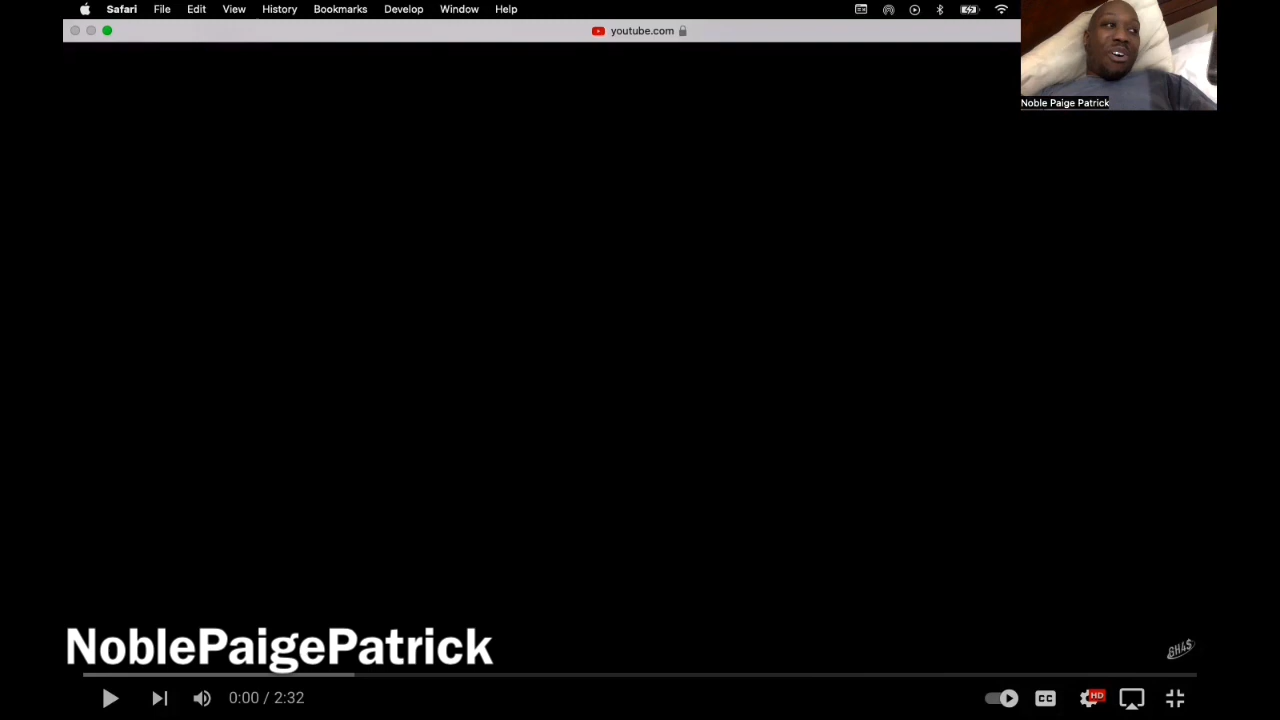 Safari File Edit View History Bookmarks Develop Window Help
youtube.com
Noble Paige Patrick
NoblePaigePatrick
0:00 / 2:32
CC
HD